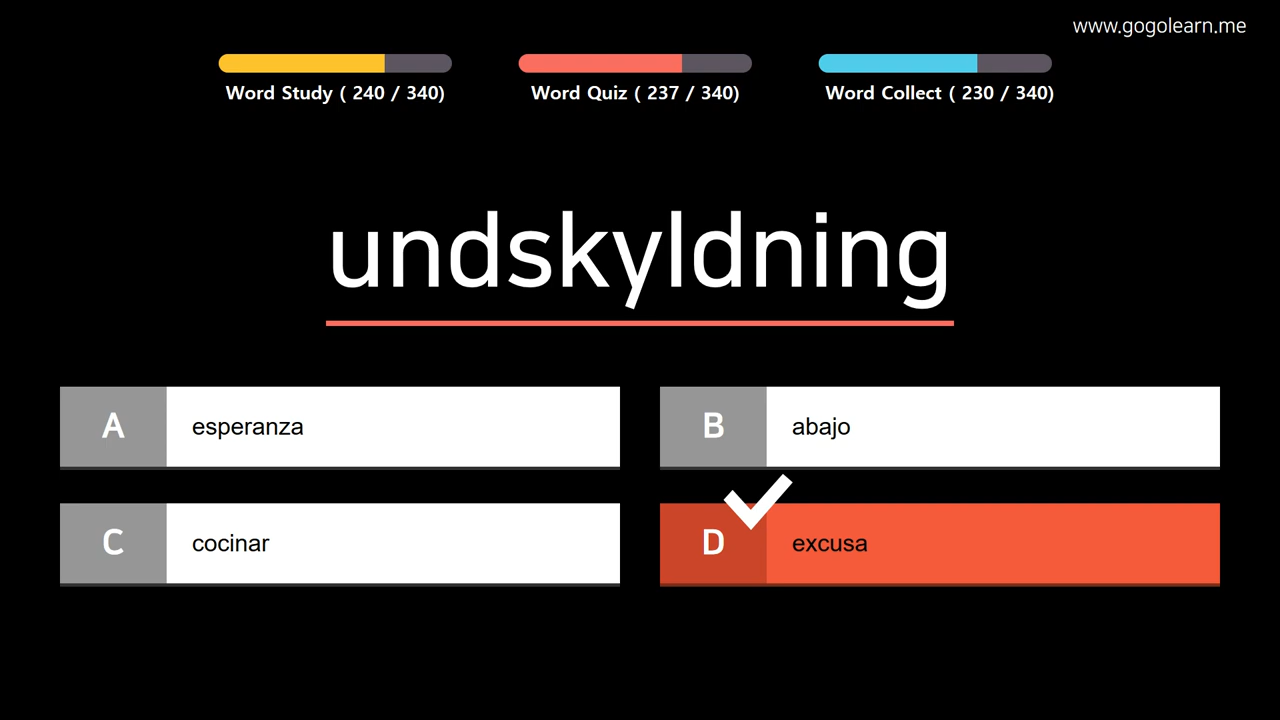 www.gogolearn.me
Word Study ( 240 / 340)
Word Quiz ( 237 / 340)
Word Collect ( 230 / 340)
undskyldning
A esperanza
B abajo
C cocinar
D excusa